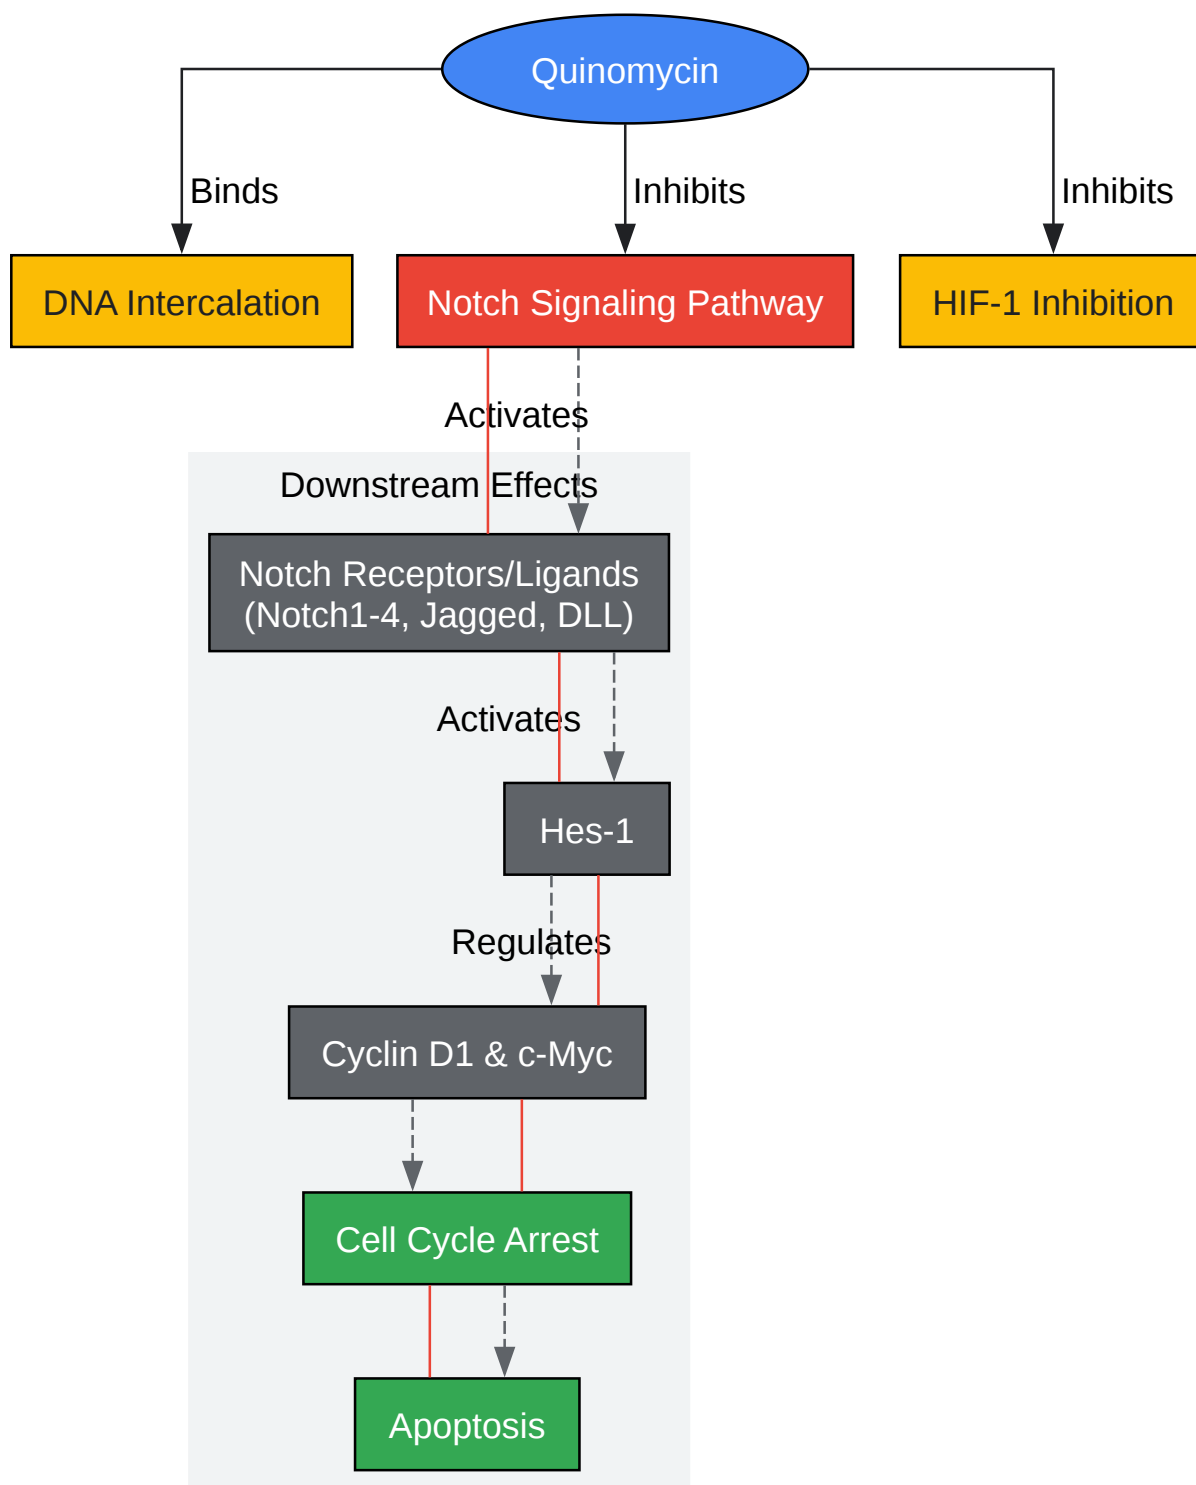 Quinomycin
Binds
Inhibits
Inhibits
DNA Intercalation
Notch Signaling Pathway
HIF-1 Inhibition
Activates
Downstream Effects
Notch Receptors/Ligands
(Notch1-4, Jagged, DLL)
Activates
Hes-1
Regulates
Cyclin D1 & c-Myc
Cell Cycle Arrest
Apoptosis